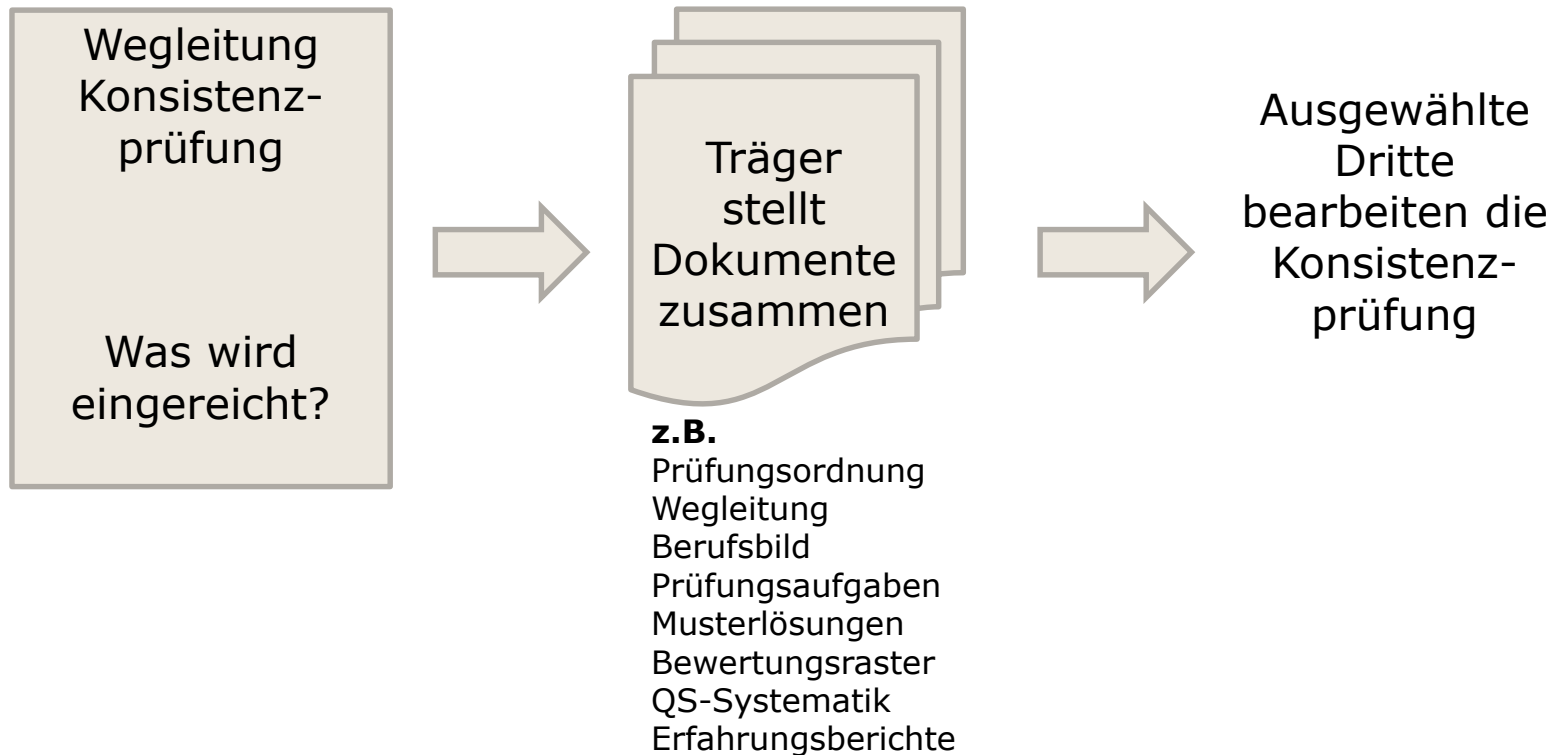 Wegleitung
Konsistenz-
prüfung
Was wird
eingereicht?
Träger
stellt
Dokumente
zusammen
z.B.
Prüfungsordnung
Wegleitung
Berufsbild
Prüfungsaufgaben
Musterlösungen
Bewertungsraster
QS-Systematik
Erfahrungsberichte
Ausgewählte
Dritte
bearbeiten die
Konsistenz-
prüfung